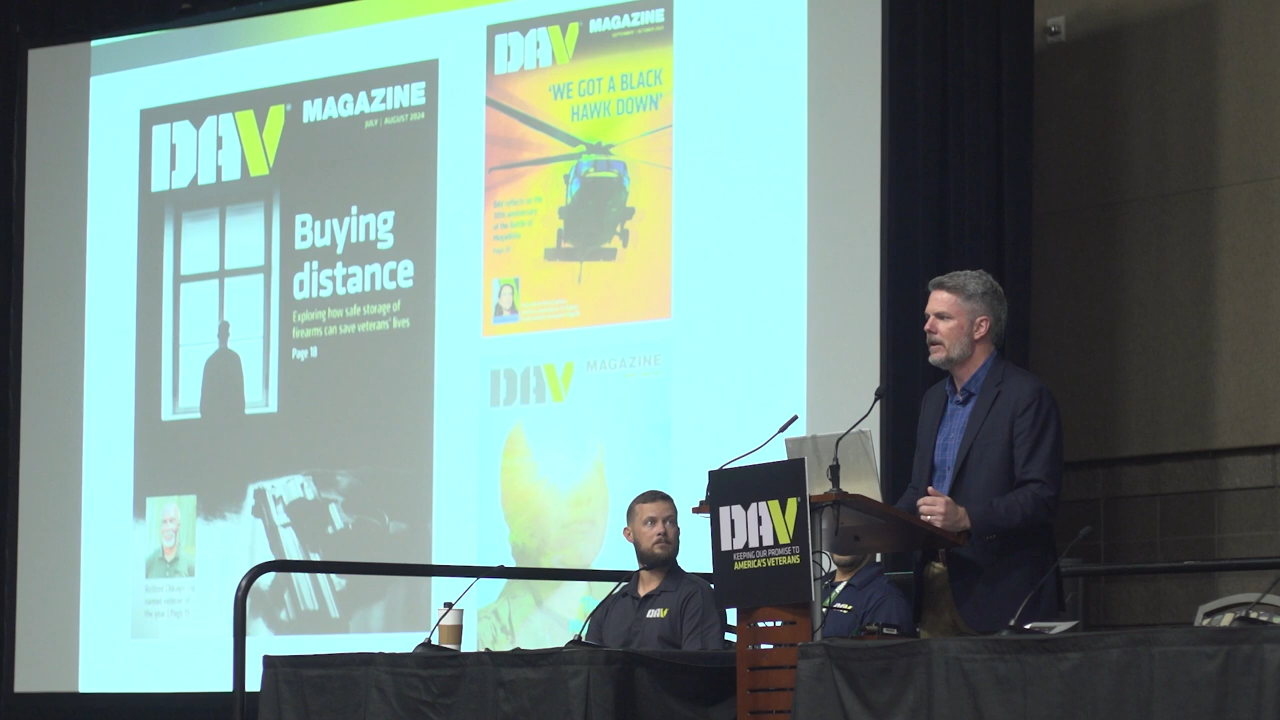 DAV
MAGAZINE
JULY | AUGUST 2024
Buying
distance
Exploring how safe storage of
firearms can save veterans' lives
Page 18
DAV
MAGAZINE
'WE GOT A BLACK
HAWK DOWN'
DAV
MAGAZINE
DAV
KEEPING OUR PROMISE TO
AMERICA'S VETERANS
DAV